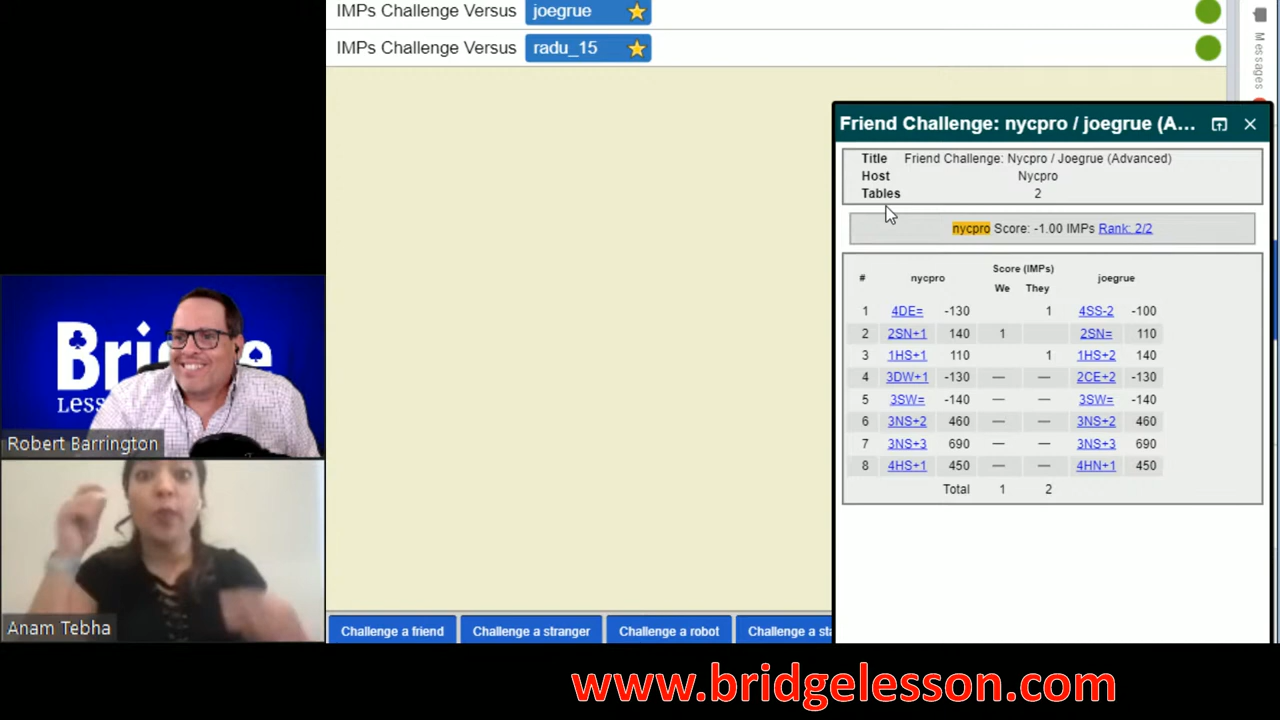 IMPs Challenge Versus joegrue
IMPs Challenge Versus radu_15
Messages
Friend Challenge: nycpro / joegrue (A...
Title Friend Challenge: Nycpro / Joegrue (Advanced)
Host Nycpro
Tables 2
nycpro Score: -1.00 IMPs Rank: 2/2
# nycpro Score (IMPs) joegrue
We They
1 4DE= -130 1 4SS-2 -100
2 2SN+1 140 1 2SN= 110
3 1HS+1 110 1 1HS+2 140
4 3DW+1 -130 — — 2CE+2 -130
5 3SW= -140 — — 3SW= -140
6 3NS+2 460 — — 3NS+2 460
7 3NS+3 690 — — 3NS+3 690
8 4HS+1 450 — — 4HN+1 450
Total 1 2
Robert Barrington
Anam Tebha
Challenge a friend
Challenge a stranger
Challenge a robot
www.bridgelesson.com